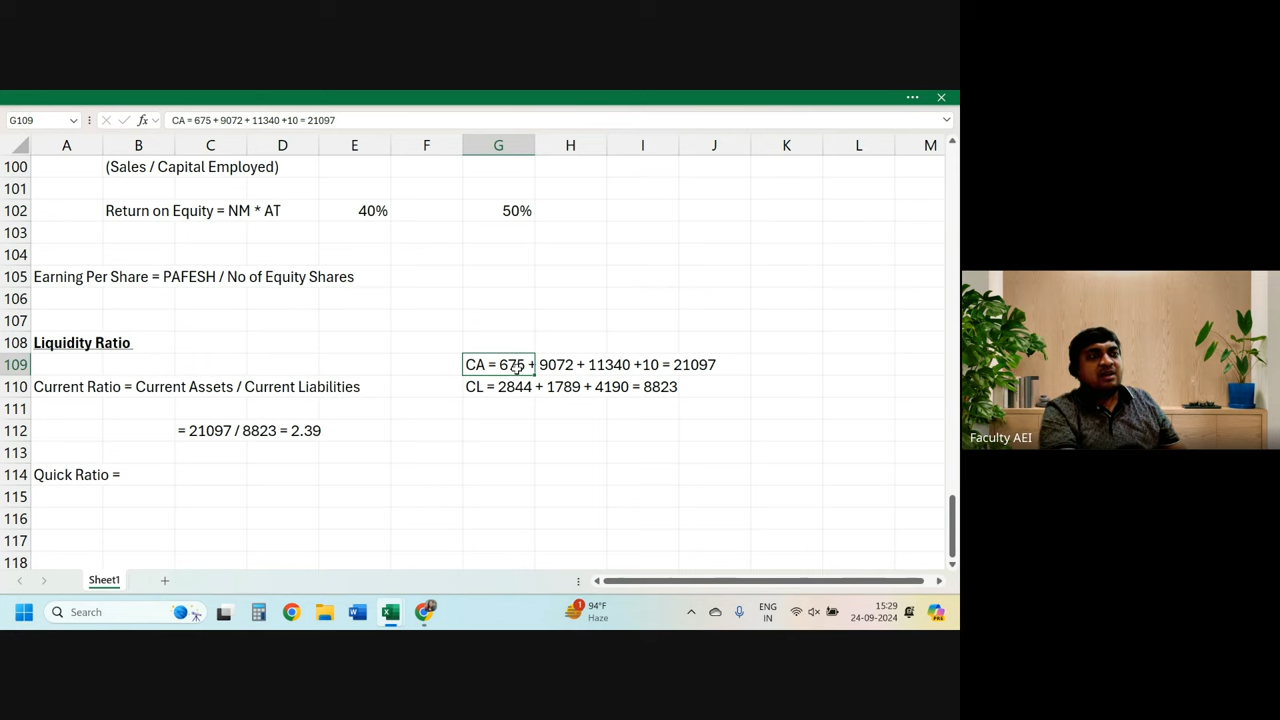 G109
fx
CA = 675 + 9072 + 11340 +10 = 21097
A B C D E F G H I J K L M
100 (Sales / Capital Employed)
101
102 Return on Equity = NM * AT 40% 50%
103
104
105 Earning Per Share = PAFESH / No of Equity Shares
106
107
108 Liquidity Ratio
109 CA = 675 + 9072 + 11340 +10 = 21097
110 Current Ratio = Current Assets / Current Liabilities CL = 2844 + 1789 + 4190 = 8823
111
112 = 21097 / 8823 = 2.39
113
114 Quick Ratio =
115
116
117
118
Sheet1
Faculty AEI
Search
1
94°F
Haze
ENG
IN
15:29
24-09-2024
PRE